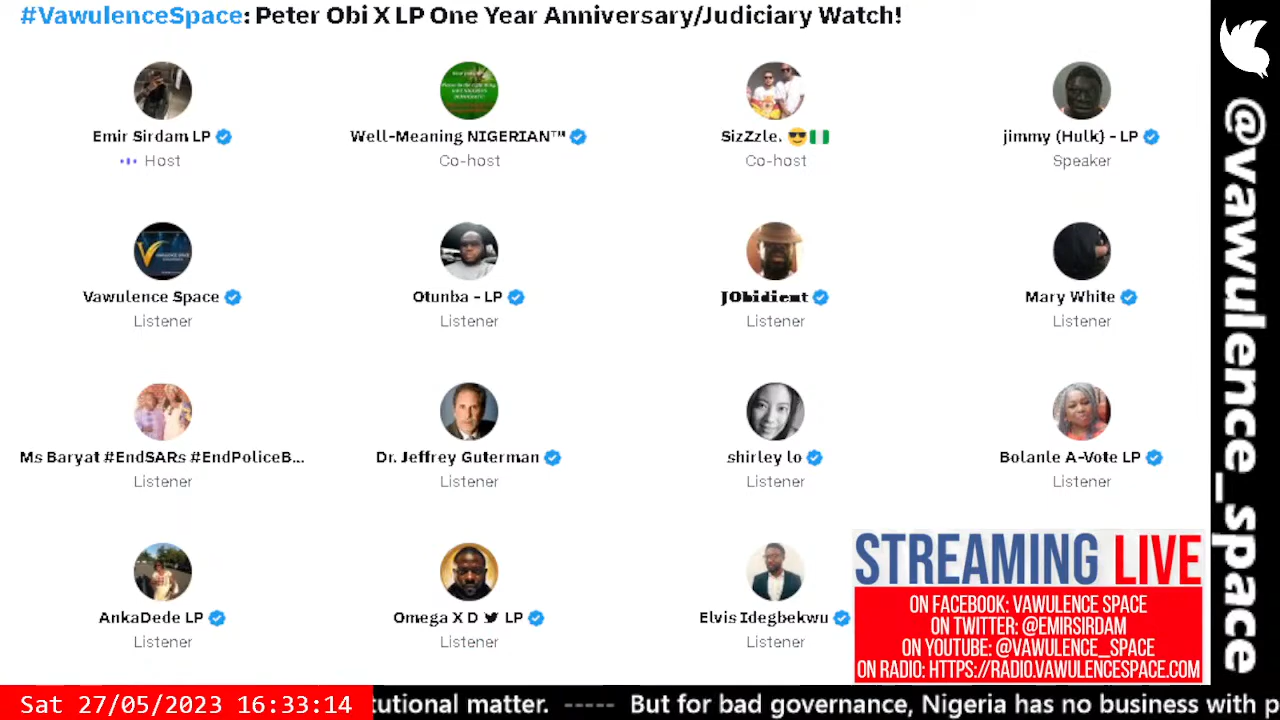 #VawulenceSpace: Peter Obi X LP One Year Anniversary/Judiciary Watch!
Emir Sirdam LP
Host
Well-Meaning NIGERIAN™
Co-host
SizZzle. 😎🇳🇬
Co-host
jimmy (Hulk) - LP
Speaker
Vawulence Space
Listener
Otunba - LP
Listener
JObidient
Listener
Mary White
Listener
Ms Baryat #EndSARs #EndPoliceB...
Listener
Dr. Jeffrey Guterman
Listener
shirley lo
Listener
Bolanle A-Vote LP
Listener
AnkaDede LP
Listener
Omega X D LP
Listener
Elvis Idegbekwu
Listener
STREAMING LIVE
ON FACEBOOK: VAWULENCE SPACE
ON TWITTER: @EMIRSIRDAM
ON YOUTUBE: @VAWULENCE_SPACE
ON RADIO: HTTPS://RADIO.VAWULENCESPACE.COM
@vawulence_space
Sat 27/05/2023 16:33:14
tutional matter. ----- But for bad governance, Nigeria has no business with p